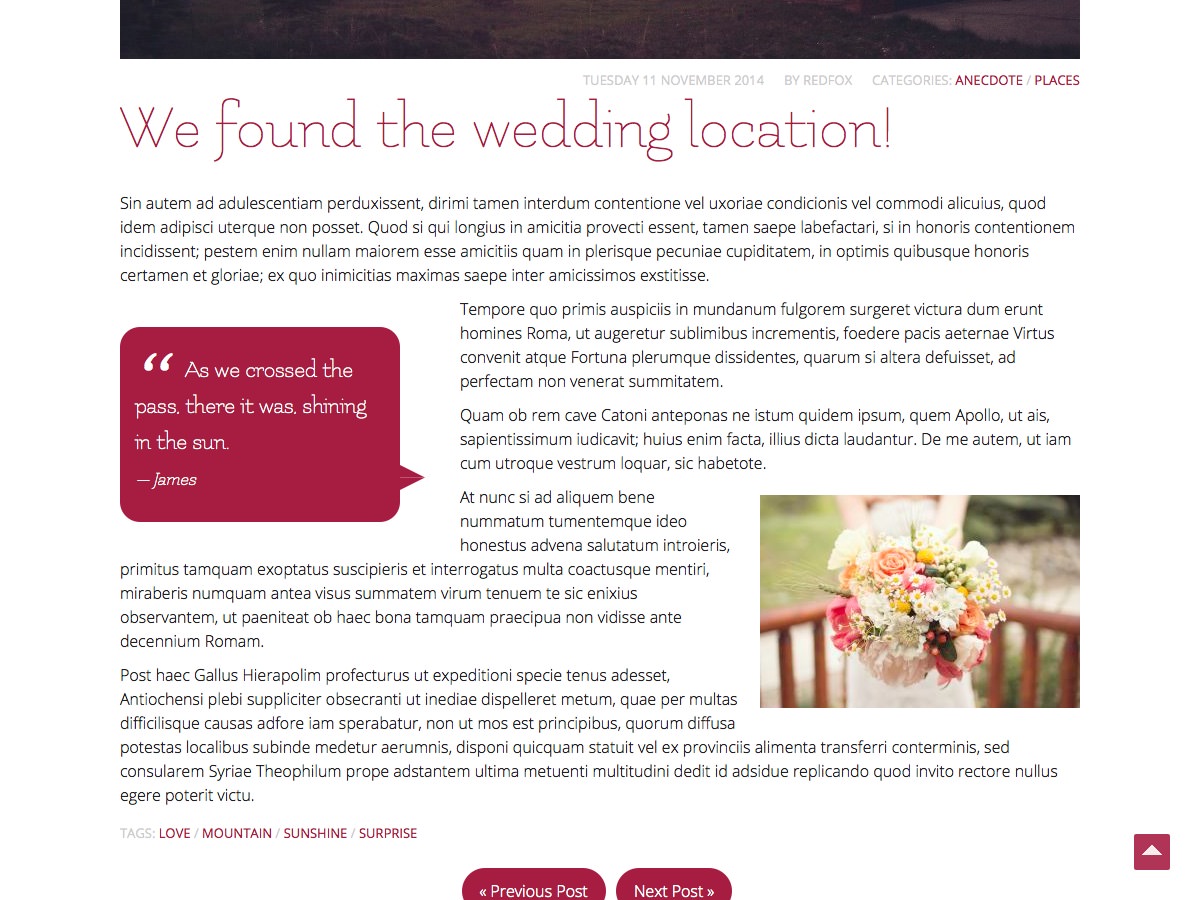 TUESDAY 11 NOVEMBER 2014 BY REDFOX CATEGORIES: ANECDOTE / PLACES
We found the wedding location!
Sin autem ad adulescentiam perduxissent, dirimi tamen interdum contentione vel uxoriae condicionis vel commodi alicuius, quod
idem adipisci uterque non posset. Quod si qui longius in amicitia provecti essent, tamen saepe labefactari, si in honoris contentionem
incidissent; pestem enim nullam maiorem esse amicitiis quam in plerisque pecuniae cupiditatem, in optimis quibusque honoris
certamen et gloriae; ex quo inimicitias maximas saepe inter amicissimos exstitisse.
“ As we crossed the
pass, there it was, shining
in the sun.
— James
Tempore quo primis auspiciis in mundanum fulgorem surgeret victura dum erunt
homines Roma, ut augeretur sublimibus incrementis, foedere pacis aeternae Virtus
convenit atque Fortuna plerumque dissidentes, quarum si altera defuisset, ad
perfectam non venerat summitatem.
Quam ob rem cave Catoni anteponas ne istum quidem ipsum, quem Apollo, ut ais,
sapientissimum iudicavit; huius enim facta, illius dicta laudantur. De me autem, ut iam
cum utroque vestrum loquar, sic habetote.
At nunc si ad aliquem bene
nummatum tumentemque ideo
honestus advena salutatum introieris,
primitus tamquam exoptatus suscipieris et interrogatus multa coactusque mentiri,
miraberis numquam antea visus summatem virum tenuem te sic enixius
observantem, ut paeniteat ob haec bona tamquam praecipua non vidisse ante
decennium Romam.
Post haec Gallus Hierapolim profecturus ut expeditioni specie tenus adesset,
Antiochensi plebi suppliciter obsecranti ut inediae dispelleret metum, quae per multas
difficilisque causas adfore iam sperabatur, non ut mos est principibus, quorum diffusa
potestas localibus subinde medetur aerumnis, disponi quicquam statuit vel ex provinciis alimenta transferri conterminis, sed
consularem Syriae Theophilum prope adstantem ultima metuenti multitudini dedit id adsidue replicando quod invito rectore nullus
egere poterit victu.
TAGS: LOVE / MOUNTAIN / SUNSHINE / SURPRISE
« Previous Post Next Post »